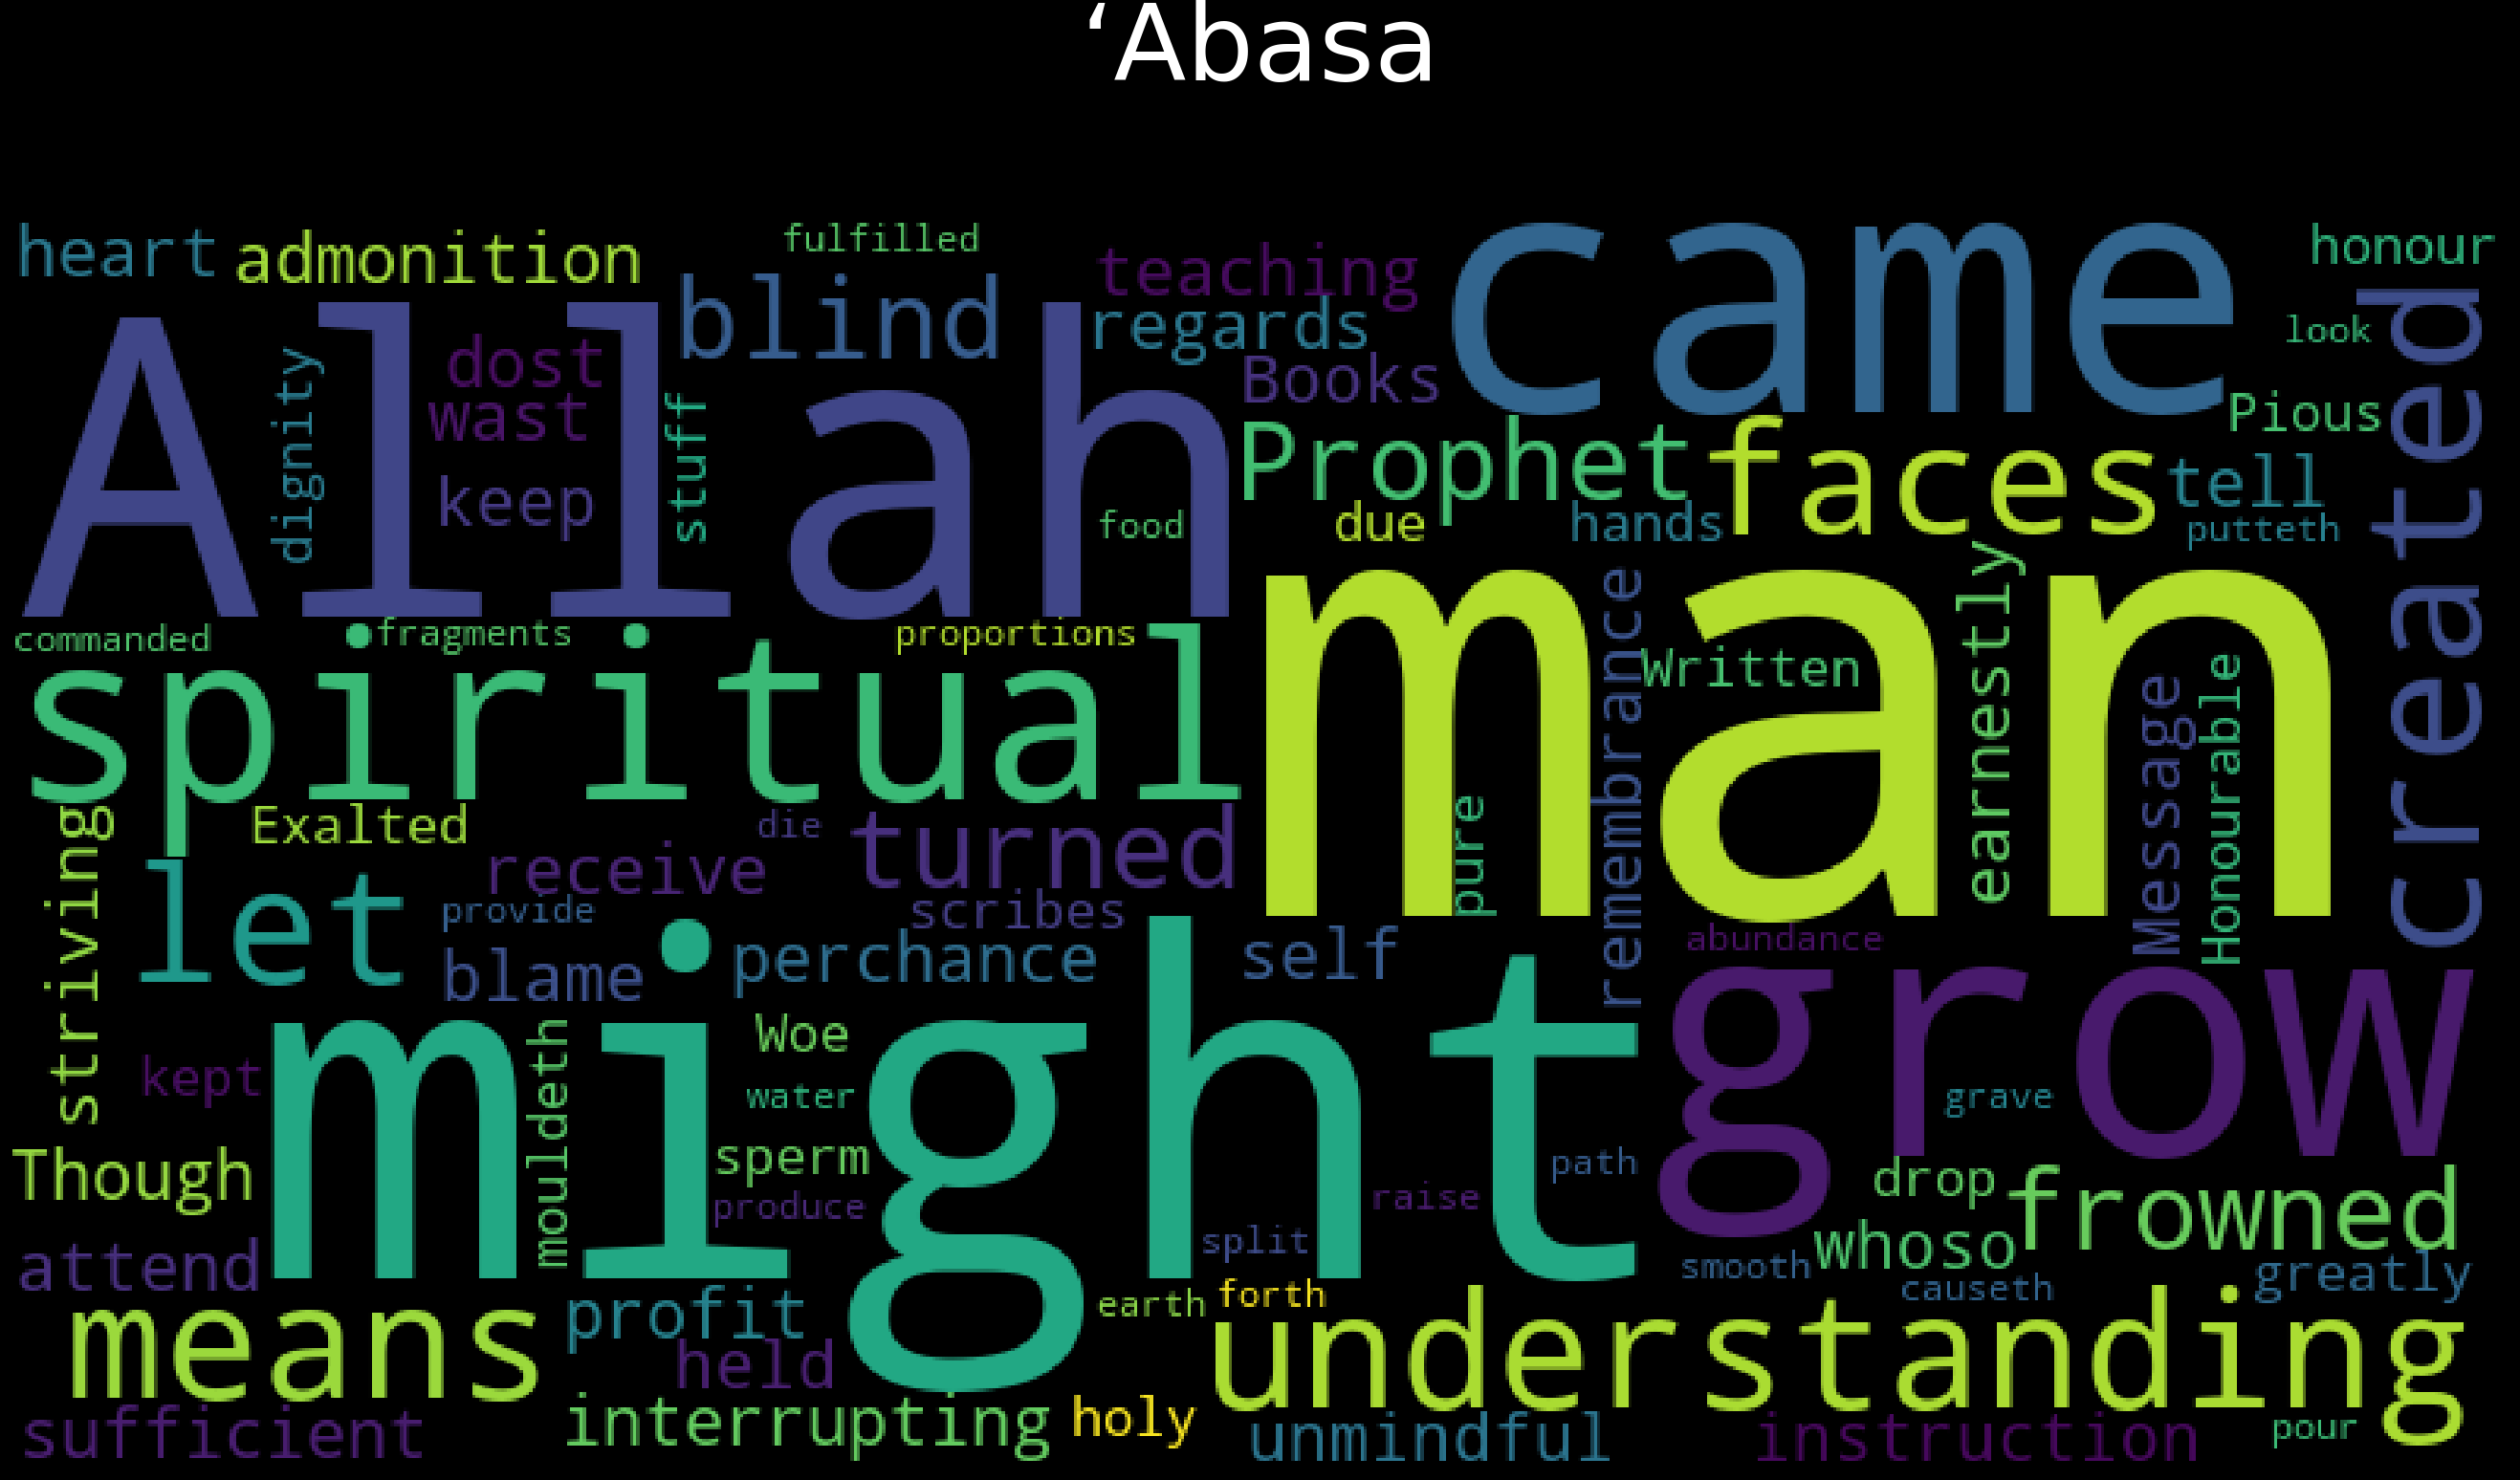 ‘Abasa
heart
admonition
fulfilled
teaching
came
honour
blind
Allah
regards
look
created
dost
dignity
Books
wast
stuff
Pious
keep
Prophet
faces
tell
food
due
hands
putteth
man
remembrance
earnestly
commanded
fragments
proportions
spiritual
Written
Message
Honourable
striving
Exalted
die
turned
pure
let
receive
provide
scribes
blame
perchance
self
abundance
might
grow
kept
mouldeth
Woe
water
grave
Though
sperm
path
drop
frowned
produce
raise
attend
split
whoso
smooth
causeth
greatly
means
profit
earth
forth
understanding
held
sufficient
interrupting
holy
unmindful
instruction
pour